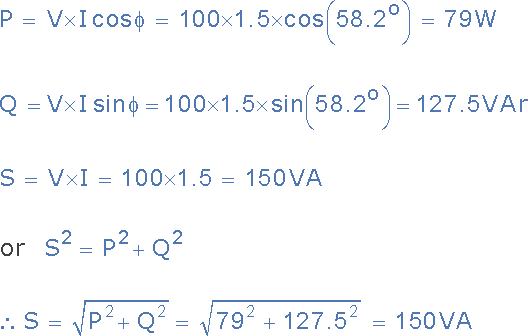 P = V×I cosϕ = 100×1.5×cos(58.2°) = 79W
Q = V×I sinϕ = 100×1.5×sin(58.2°) = 127.5VAr
S = V×I = 100×1.5 = 150VA
or S² = P² + Q²
∴ S = √(P² + Q²) = √(79² + 127.5²) = 150VA